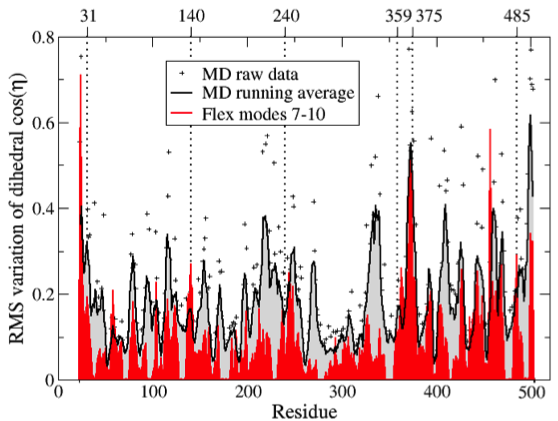 31 140 240 359 375 485
0.8
MD raw data
MD running average
Flex modes 7-10
0.6
0.4
0.2
0
RMS variation of dihedral cos(η)
0 100 200 300 400 500
Residue